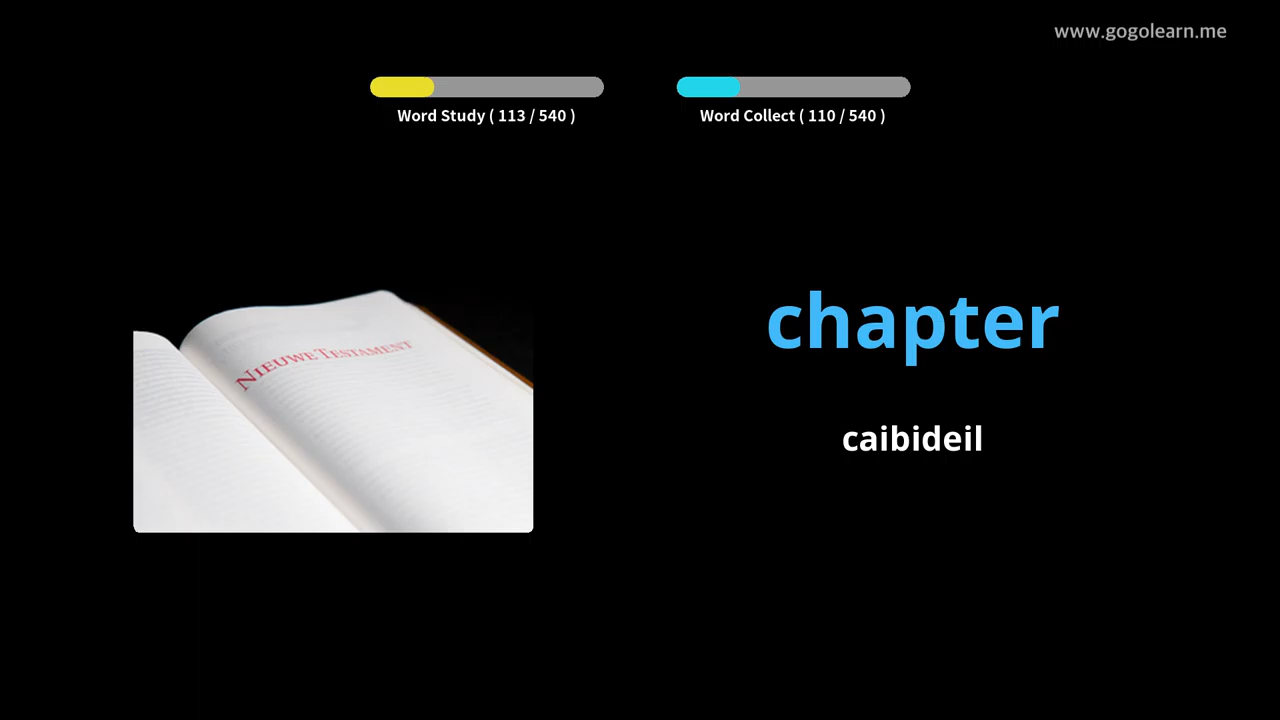 www.gogolearn.me
Word Study ( 113 / 540 )
Word Collect ( 110 / 540 )
NIEUWE TESTAMENT
chapter
caibideil